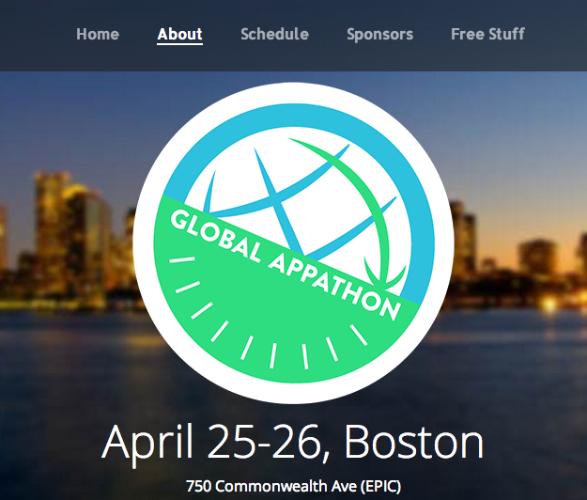 Home About Schedule Sponsors Free Stuff
GLOBAL APPATHON
April 25-26, Boston
750 Commonwealth Ave (EPIC)